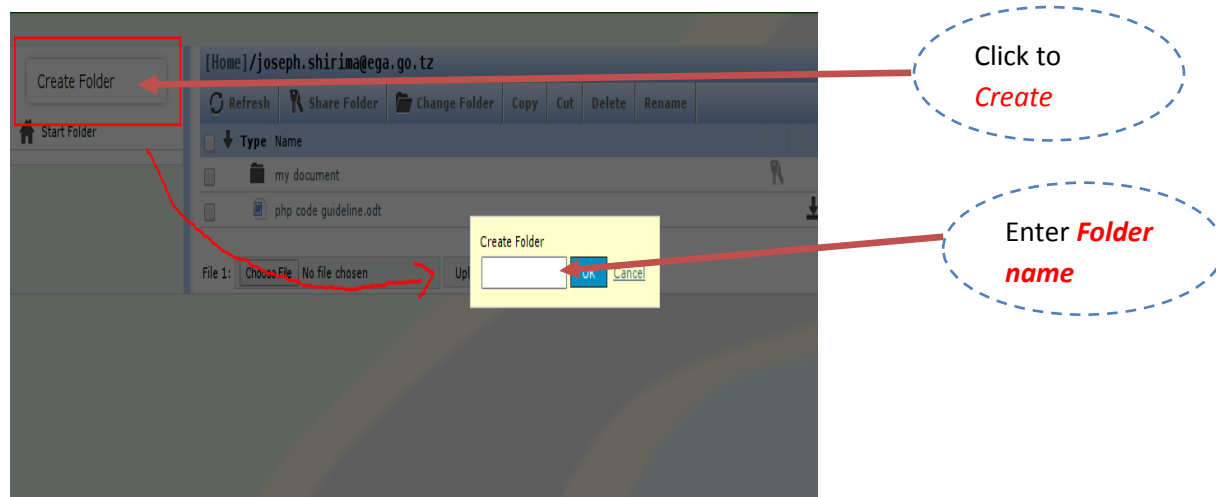 Create Folder
Start Folder
[Home]/joseph.shirima@ega.go.tz
Refresh Share Folder Change Folder Copy Cut Delete Rename
Type Name
my document
php code guideline.odt
File 1: Choose File No file chosen Upl
Create Folder
OK Cancel
Click to
Create
Enter Folder
name